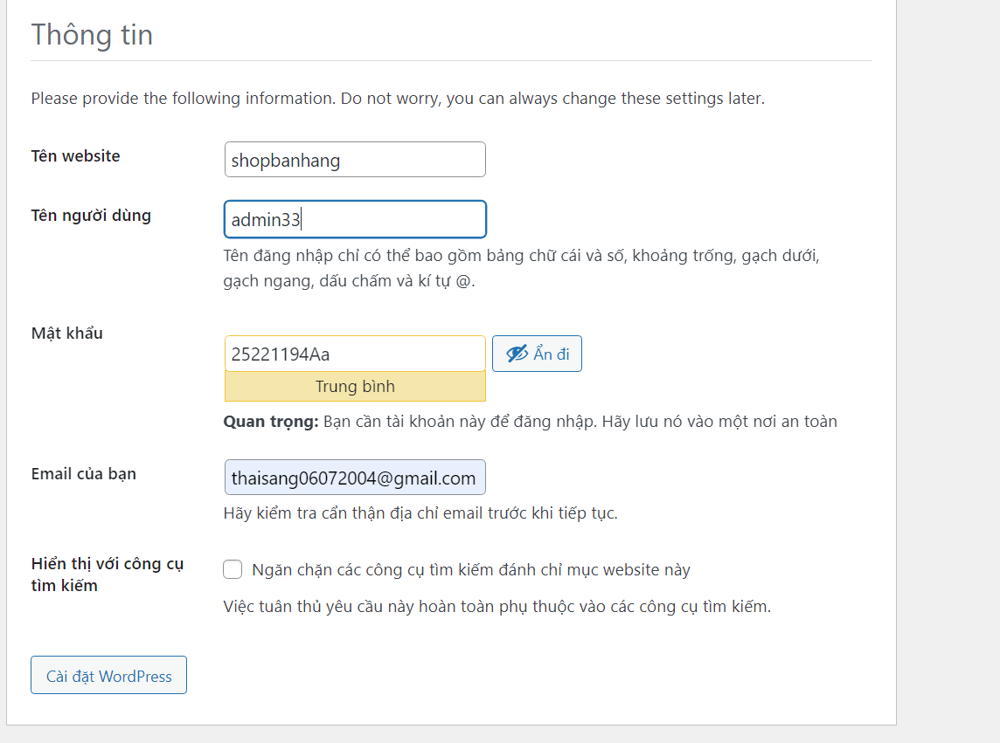 Thông tin
Please provide the following information. Do not worry, you can always change these settings later.
Tên website
shopbanhang
Tên người dùng
admin33
Tên đăng nhập chỉ có thể bao gồm bảng chữ cái và số, khoảng trống, gạch dưới,
gạch ngang, dấu chấm và kí tự @.
Mật khẩu
25221194Aa
Ẩn đi
Trung bình
Quan trọng: Bạn cần tài khoản này để đăng nhập. Hãy lưu nó vào một nơi an toàn
Email của bạn
thaisang06072004@gmail.com
Hãy kiểm tra cẩn thận địa chỉ email trước khi tiếp tục.
Hiển thị với công cụ
tìm kiếm
Ngăn chặn các công cụ tìm kiếm đánh chỉ mục website này
Việc tuân thủ yêu cầu này hoàn toàn phụ thuộc vào các công cụ tìm kiếm.
Cài đặt WordPress